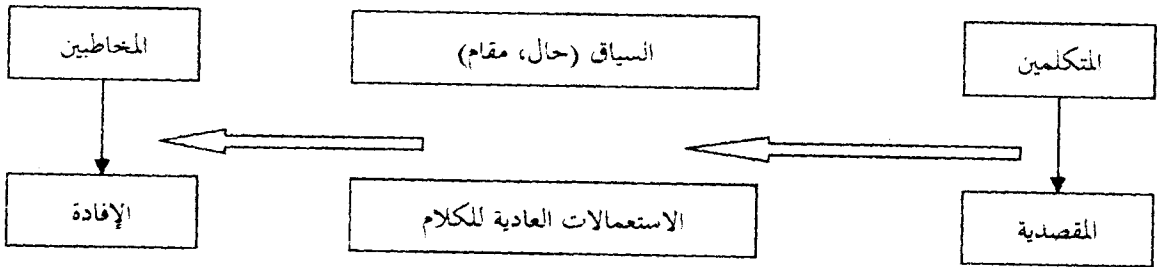 المتكلمين
السياق (حال، مقام)
المخاطبين
المقصدية
الاستعمالات العادية للكلام
الإفادة